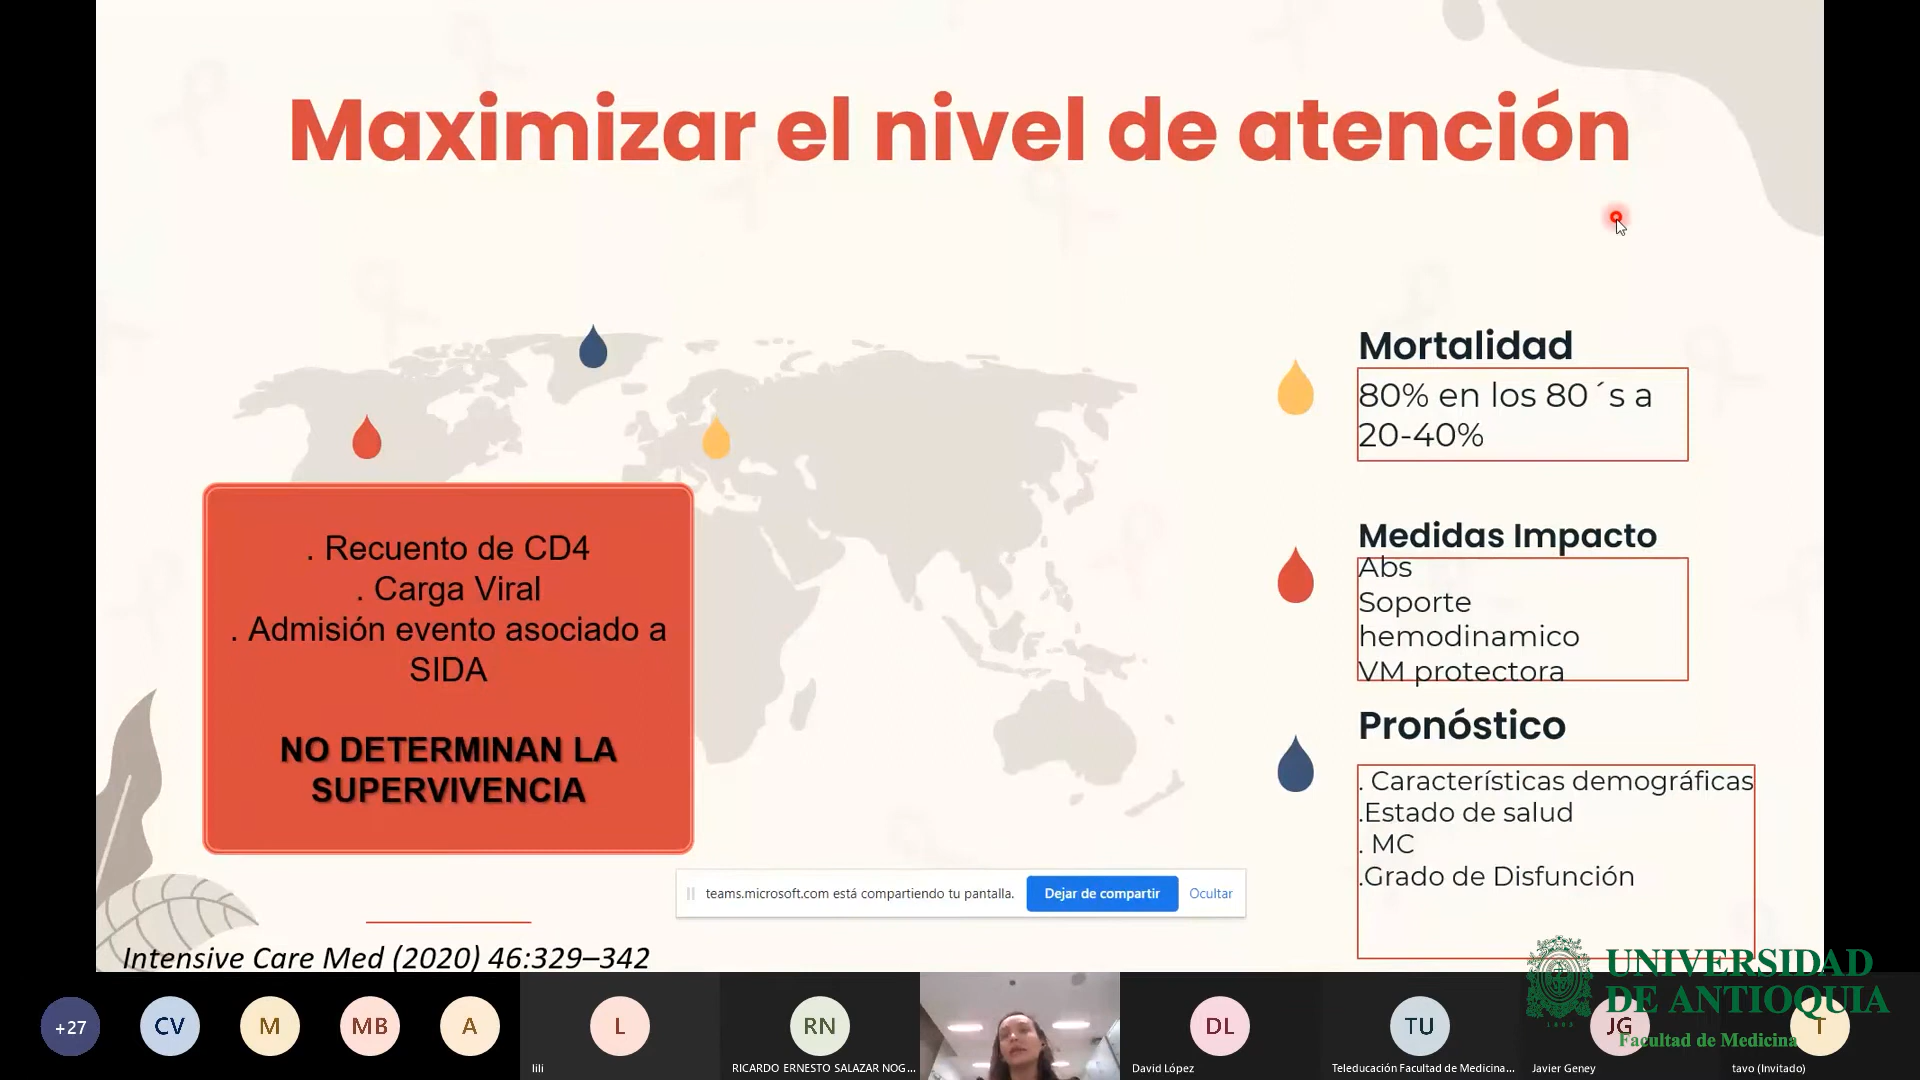 Maximizar el nivel de atención
Mortalidad
80% en los 80´s a
20-40%
Medidas Impacto
Abs
Soporte
hemodinamico
VM protectora
Pronóstico
. Características demográficas
.Estado de salud
. MC
.Grado de Disfunción
. Recuento de CD4
. Carga Viral
. Admisión evento asociado a
SIDA
NO DETERMINAN LA
SUPERVIVENCIA
teams.microsoft.com está compartiendo tu pantalla.
Dejar de compartir
Ocultar
Intensive Care Med (2020) 46:329–342
UNIVERSIDAD
DE ANTIOQUIA
1803
Facultad de Medicina
+27
CV
M
MB
A
L
lili
RN
RICARDO ERNESTO SALAZAR NOG...
DL
David López
TU
Teleducación Facultad de Medicina...
JG
Javier Geney
T
tavo (Invitado)